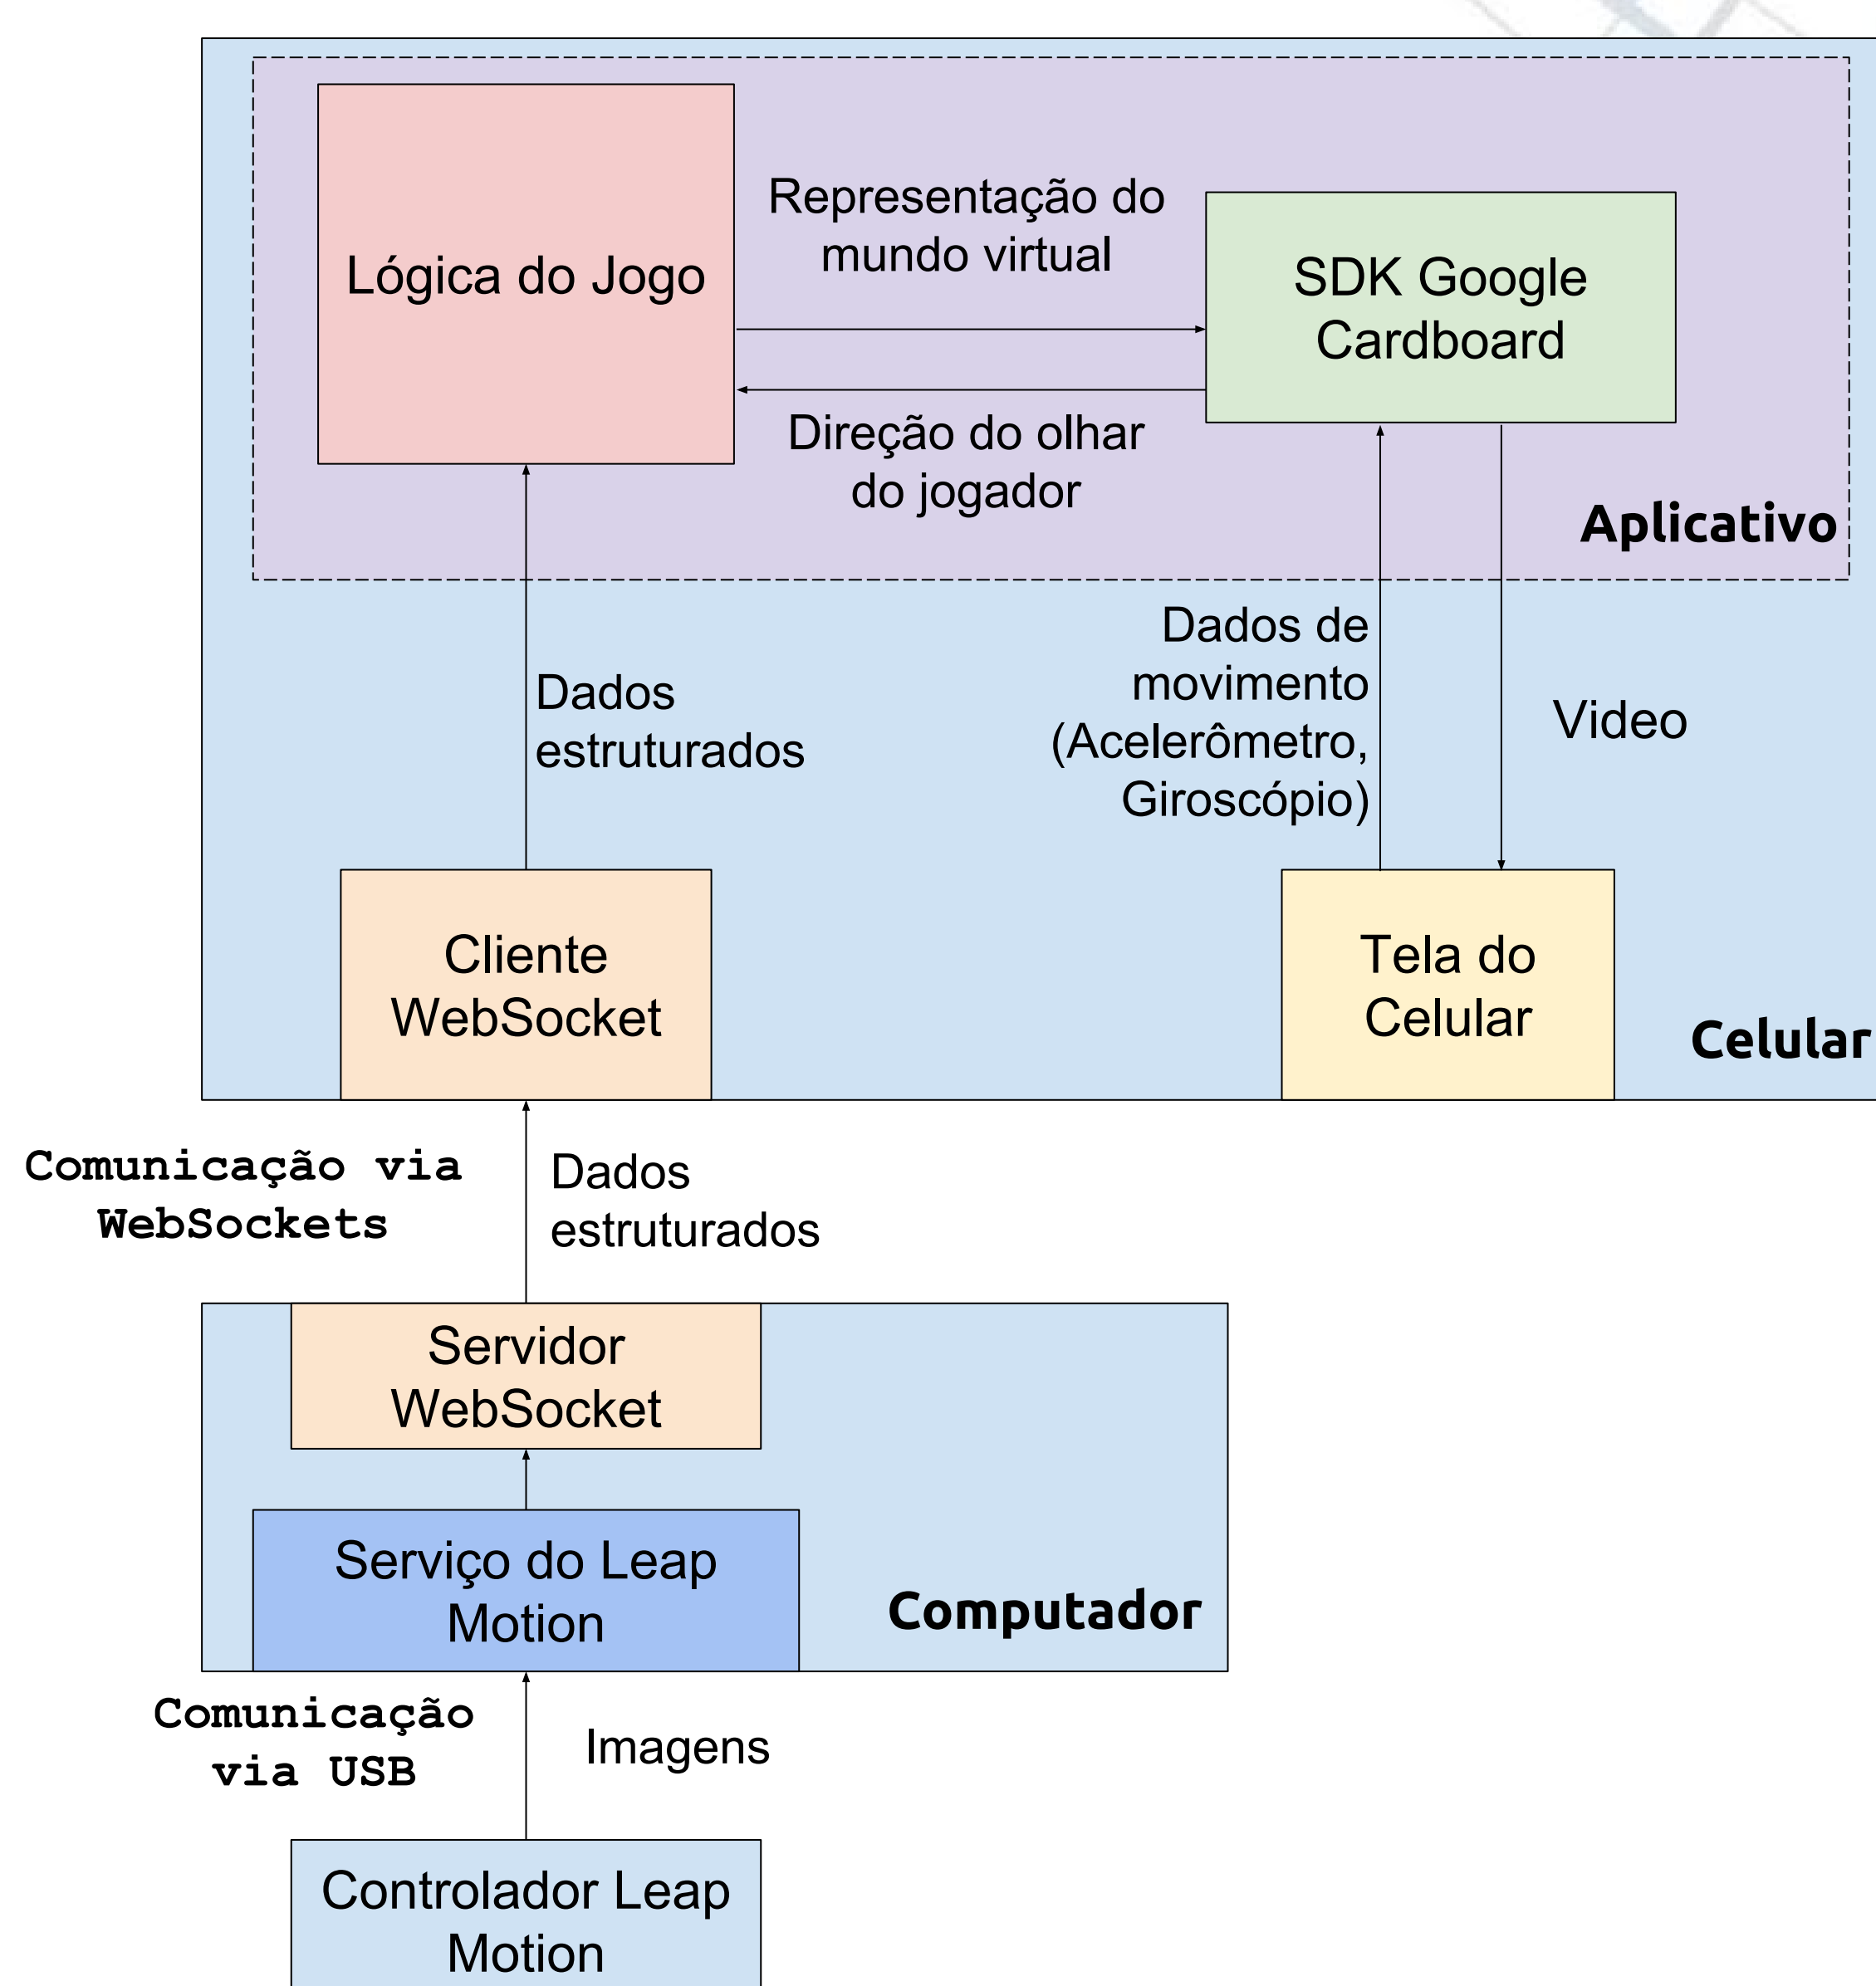 Lógica do Jogo
Representação do
mundo virtual
SDK Google
Cardboard
Direção do olhar
do jogador
Aplicativo
Dados
estruturados
Dados de
movimento
(Acelerômetro,
Giroscópio)
Video
Cliente
WebSocket
Tela do
Celular
Celular
Comunicação via
WebSockets
Dados
estruturados
Servidor
WebSocket
Serviço do Leap
Motion
Computador
Comunicação
via USB
Imagens
Controlador Leap
Motion